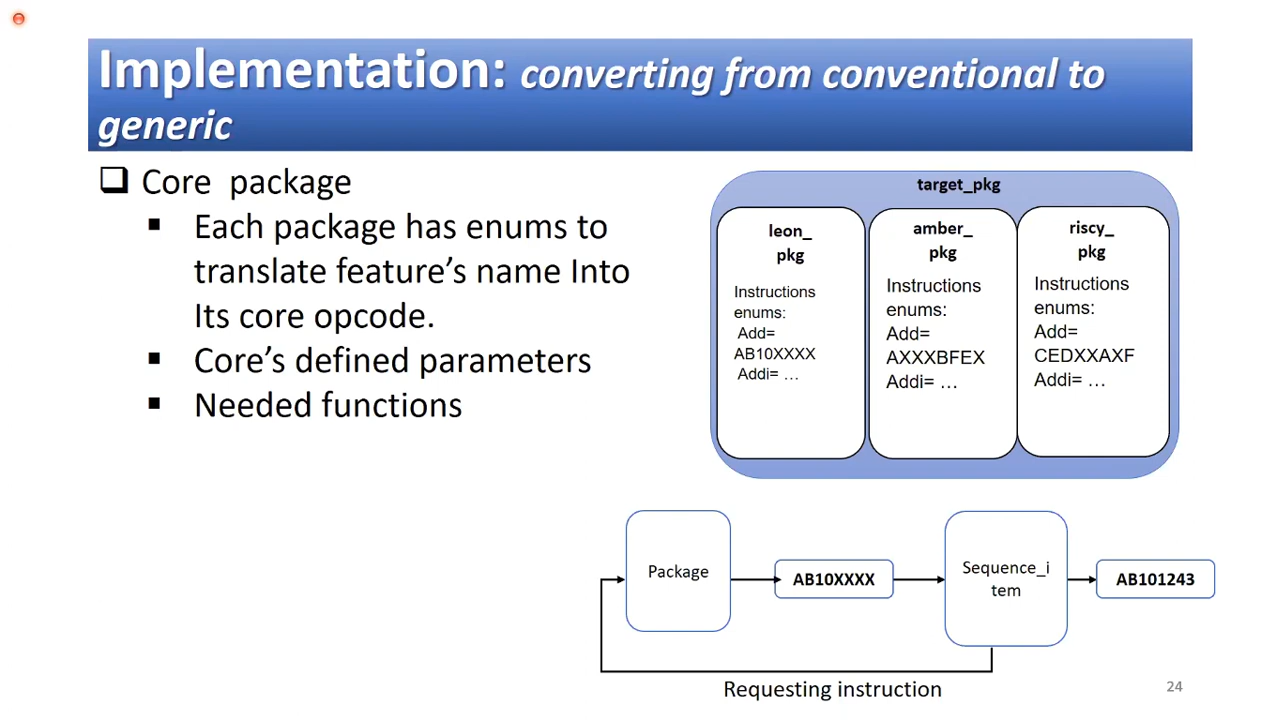 Implementation: converting from conventional to
generic
Core package
Each package has enums to
translate feature's name Into
Its core opcode.
Core's defined parameters
Needed functions
target_pkg
leon_
pkg
Instructions
enums:
Add=
AB10XXXX
Addi= ...
amber_
pkg
Instructions
enums:
Add=
AXXXBFEX
Addi= ...
riscy_
pkg
Instructions
enums:
Add=
CEDXXAXF
Addi= ...
Package
AB10XXXX
Sequence_i
tem
AB101243
Requesting instruction
24